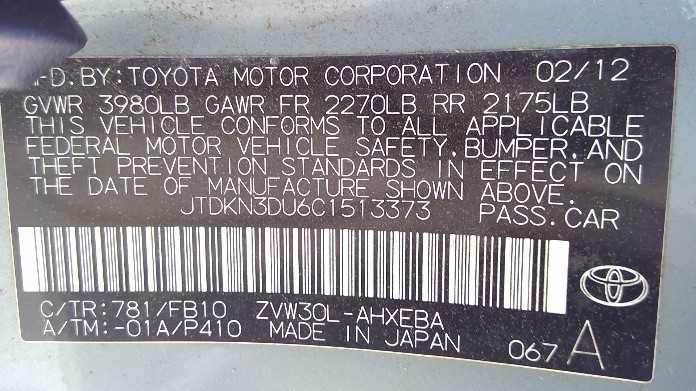 MFD. BY: TOYOTA MOTOR CORPORATION 02/12
GVWR 3980LB GAWR FR 2270LB RR 2175LB
THIS VEHICLE CONFORMS TO ALL APPLICABLE
FEDERAL MOTOR VEHICLE SAFETY, BUMPER, AND
THEFT PREVENTION STANDARDS IN EFFECT ON
THE DATE OF MANUFACTURE SHOWN ABOVE.
JTDKN3DU6C1513373 PASS. CAR
C/TR: 781/FB10 ZVW30L-AHXEBA
A/TM: -01A/P410 MADE IN JAPAN
067 A